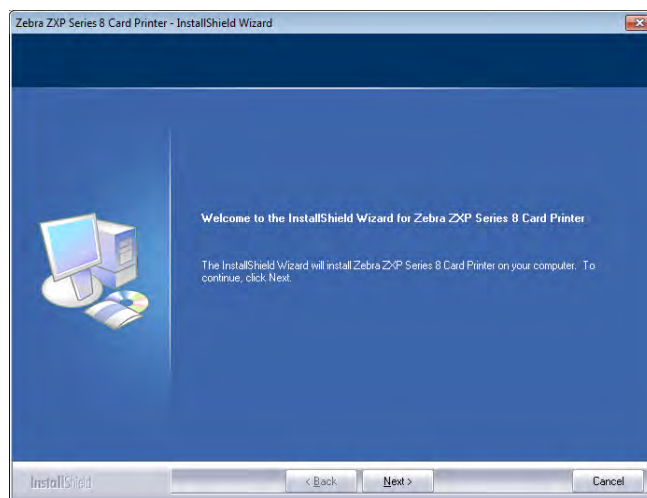 Zebra ZXP Series 8 Card Printer - InstallShield Wizard
Welcome to the InstallShield Wizard for Zebra ZXP Series 8 Card Printer
The InstallShield Wizard will install Zebra ZXP Series 8 Card Printer on your computer. To
continue, click Next.
InstallShield
< Back
Next >
Cancel